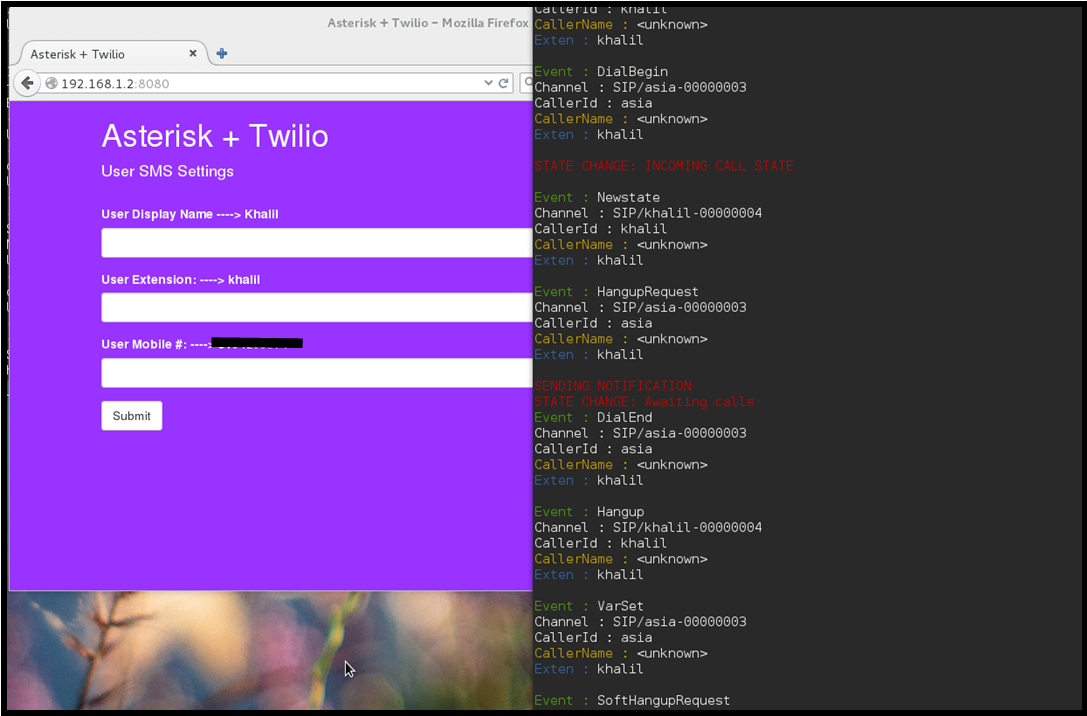 Asterisk + Twilio - Mozilla Firefox
Asterisk + Twilio
192.168.1.2:8080
Asterisk + Twilio
User SMS Settings
User Display Name ----> Khalil
User Extension: ----> khalil
User Mobile #: ---->
Submit
CallerId : khalil
CallerName : <unknown>
Exten : khalil
Event : DialBegin
Channel : SIP/asia-00000003
CallerId : asia
CallerName : <unknown>
Exten : khalil
STATE CHANGE: INCOMING CALL STATE
Event : Newstate
Channel : SIP/khalil-00000004
CallerId : khalil
CallerName : <unknown>
Exten : khalil
Event : HangupRequest
Channel : SIP/asia-00000003
CallerId : asia
CallerName : <unknown>
Exten : khalil
SENDING NOTIFICATION
STATE CHANGE: Awaiting calls
Event : DialEnd
Channel : SIP/asia-00000003
CallerId : asia
CallerName : <unknown>
Exten : khalil
Event : Hangup
Channel : SIP/khalil-00000004
CallerId : khalil
CallerName : <unknown>
Exten : khalil
Event : VarSet
Channel : SIP/asia-00000003
CallerId : asia
CallerName : <unknown>
Exten : khalil
Event : SoftHangupRequest